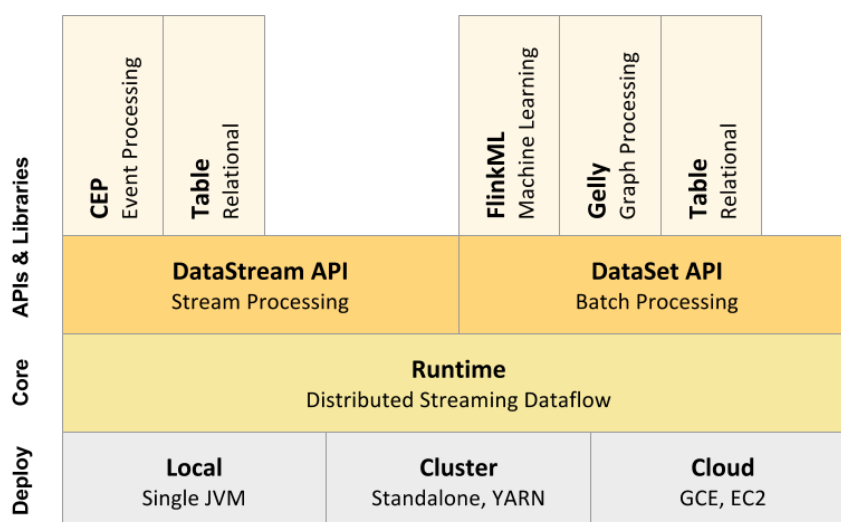 APIs & Libraries
CEP
Event Processing
Table
Relational
FlinkML
Machine Learning
Gelly
Graph Processing
Table
Relational
DataStream API
Stream Processing
DataSet API
Batch Processing
Core
Runtime
Distributed Streaming Dataflow
Deploy
Local
Single JVM
Cluster
Standalone, YARN
Cloud
GCE, EC2